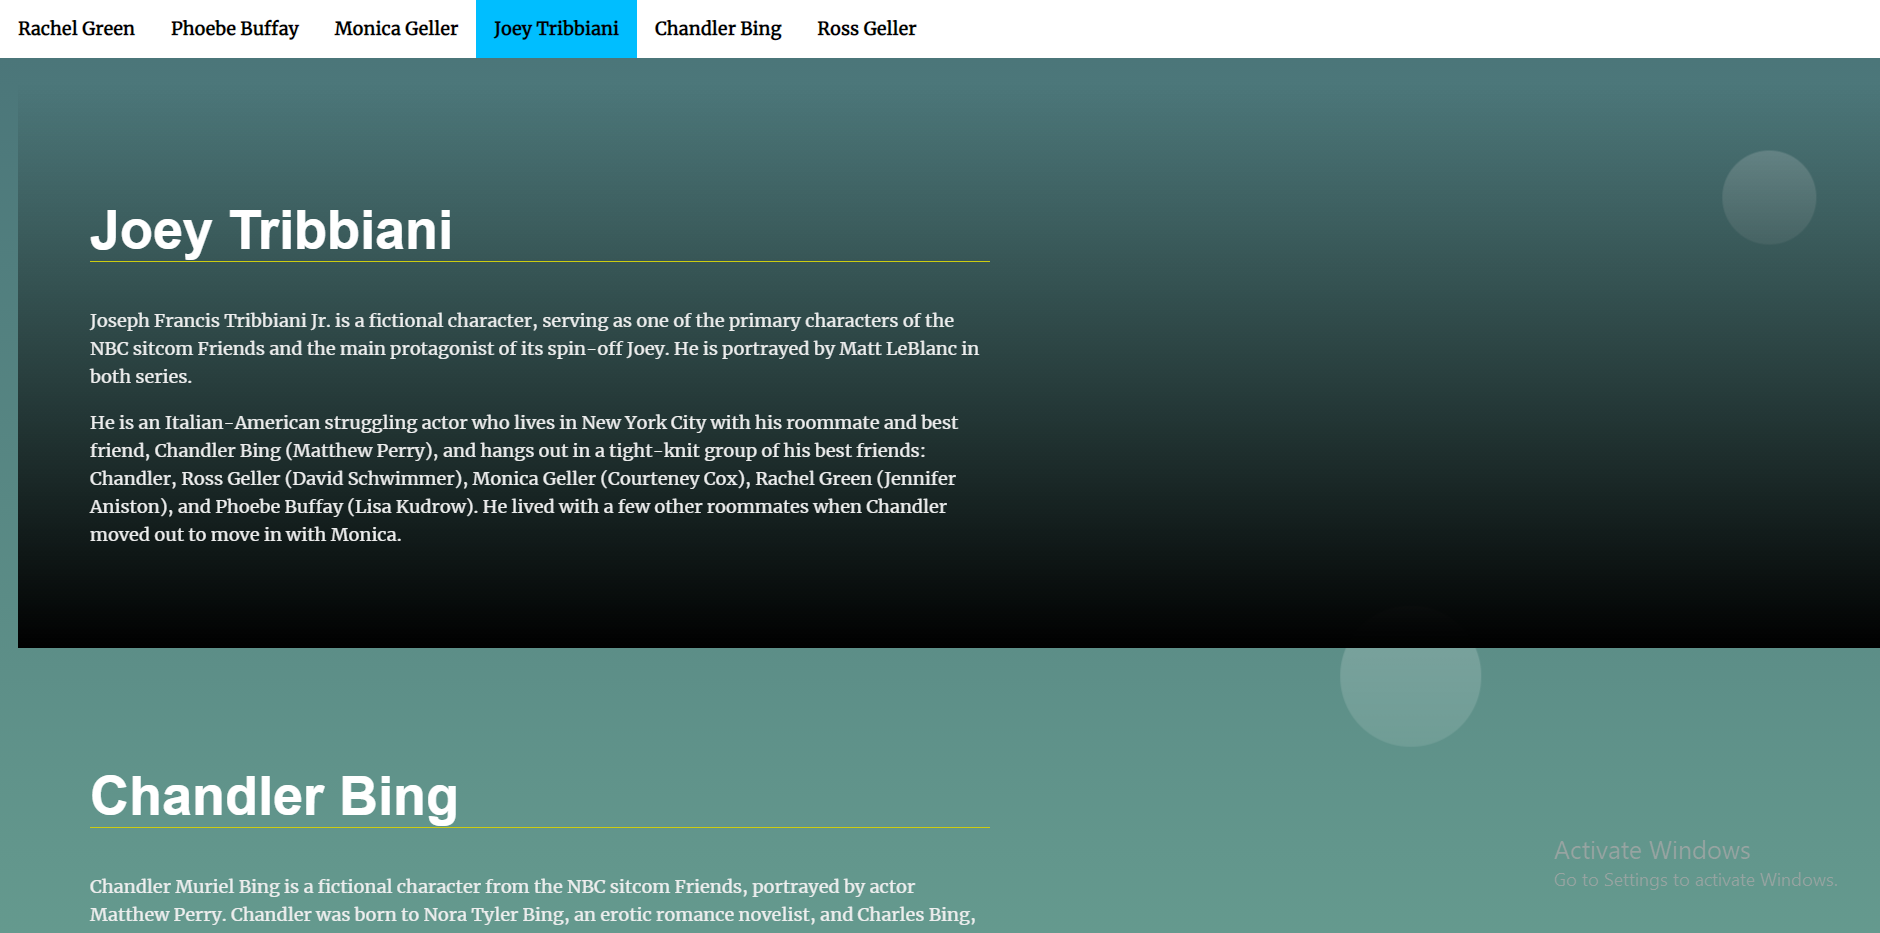 Rachel Green Phoebe Buffay Monica Geller Joey Tribbiani Chandler Bing Ross Geller
Joey Tribbiani
Joseph Francis Tribbiani Jr. is a fictional character, serving as one of the primary characters of the
NBC sitcom Friends and the main protagonist of its spin-off Joey. He is portrayed by Matt LeBlanc in
both series.
He is an Italian-American struggling actor who lives in New York City with his roommate and best
friend, Chandler Bing (Matthew Perry), and hangs out in a tight-knit group of his best friends:
Chandler, Ross Geller (David Schwimmer), Monica Geller (Courteney Cox), Rachel Green (Jennifer
Aniston), and Phoebe Buffay (Lisa Kudrow). He lived with a few other roommates when Chandler
moved out to move in with Monica.
Chandler Bing
Chandler Muriel Bing is a fictional character from the NBC sitcom Friends, portrayed by actor
Matthew Perry. Chandler was born to Nora Tyler Bing, an erotic romance novelist, and Charles Bing,
Activate Windows
Go to Settings to activate Windows.